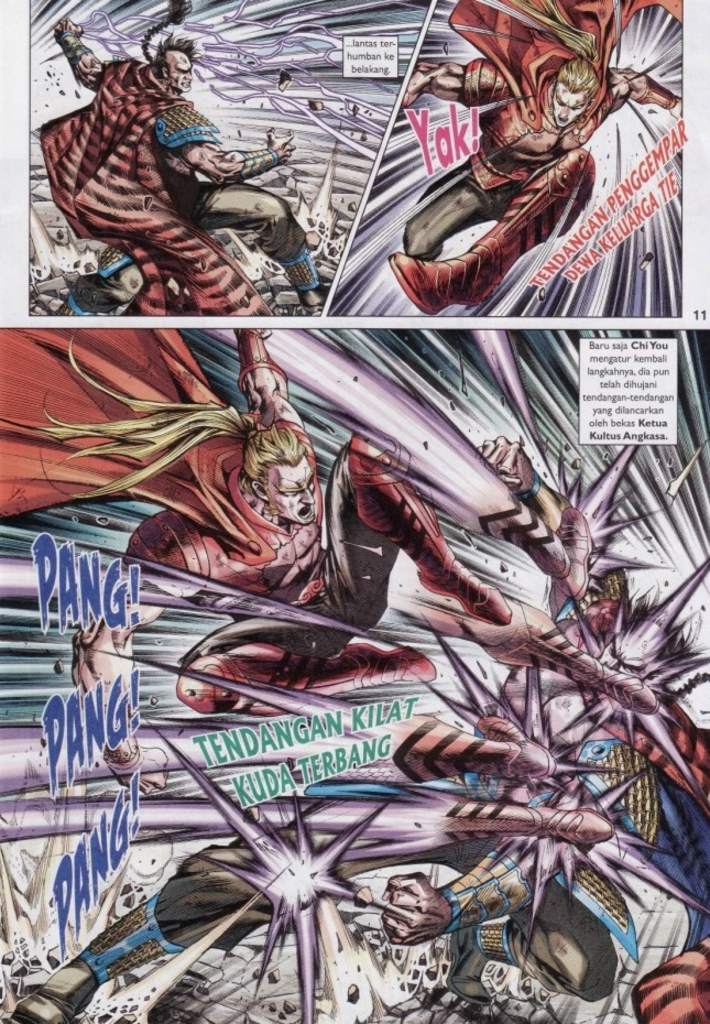 ...lantas ter-
humban ke
belakang.
Yak!
TENDANGAN PENGGEMPAR
DEWA KELUARGA TIE
11
Baru saja Chi You
mengatur kembali
langkahnya, dia pun
telah dihujani
tendangan-tendangan
yang dilancarkan
oleh bekas Ketua
Kultus Angkasa.
PANG!
PANG!
TENDANGAN KILAT
KUDA TERBANG
PANG!